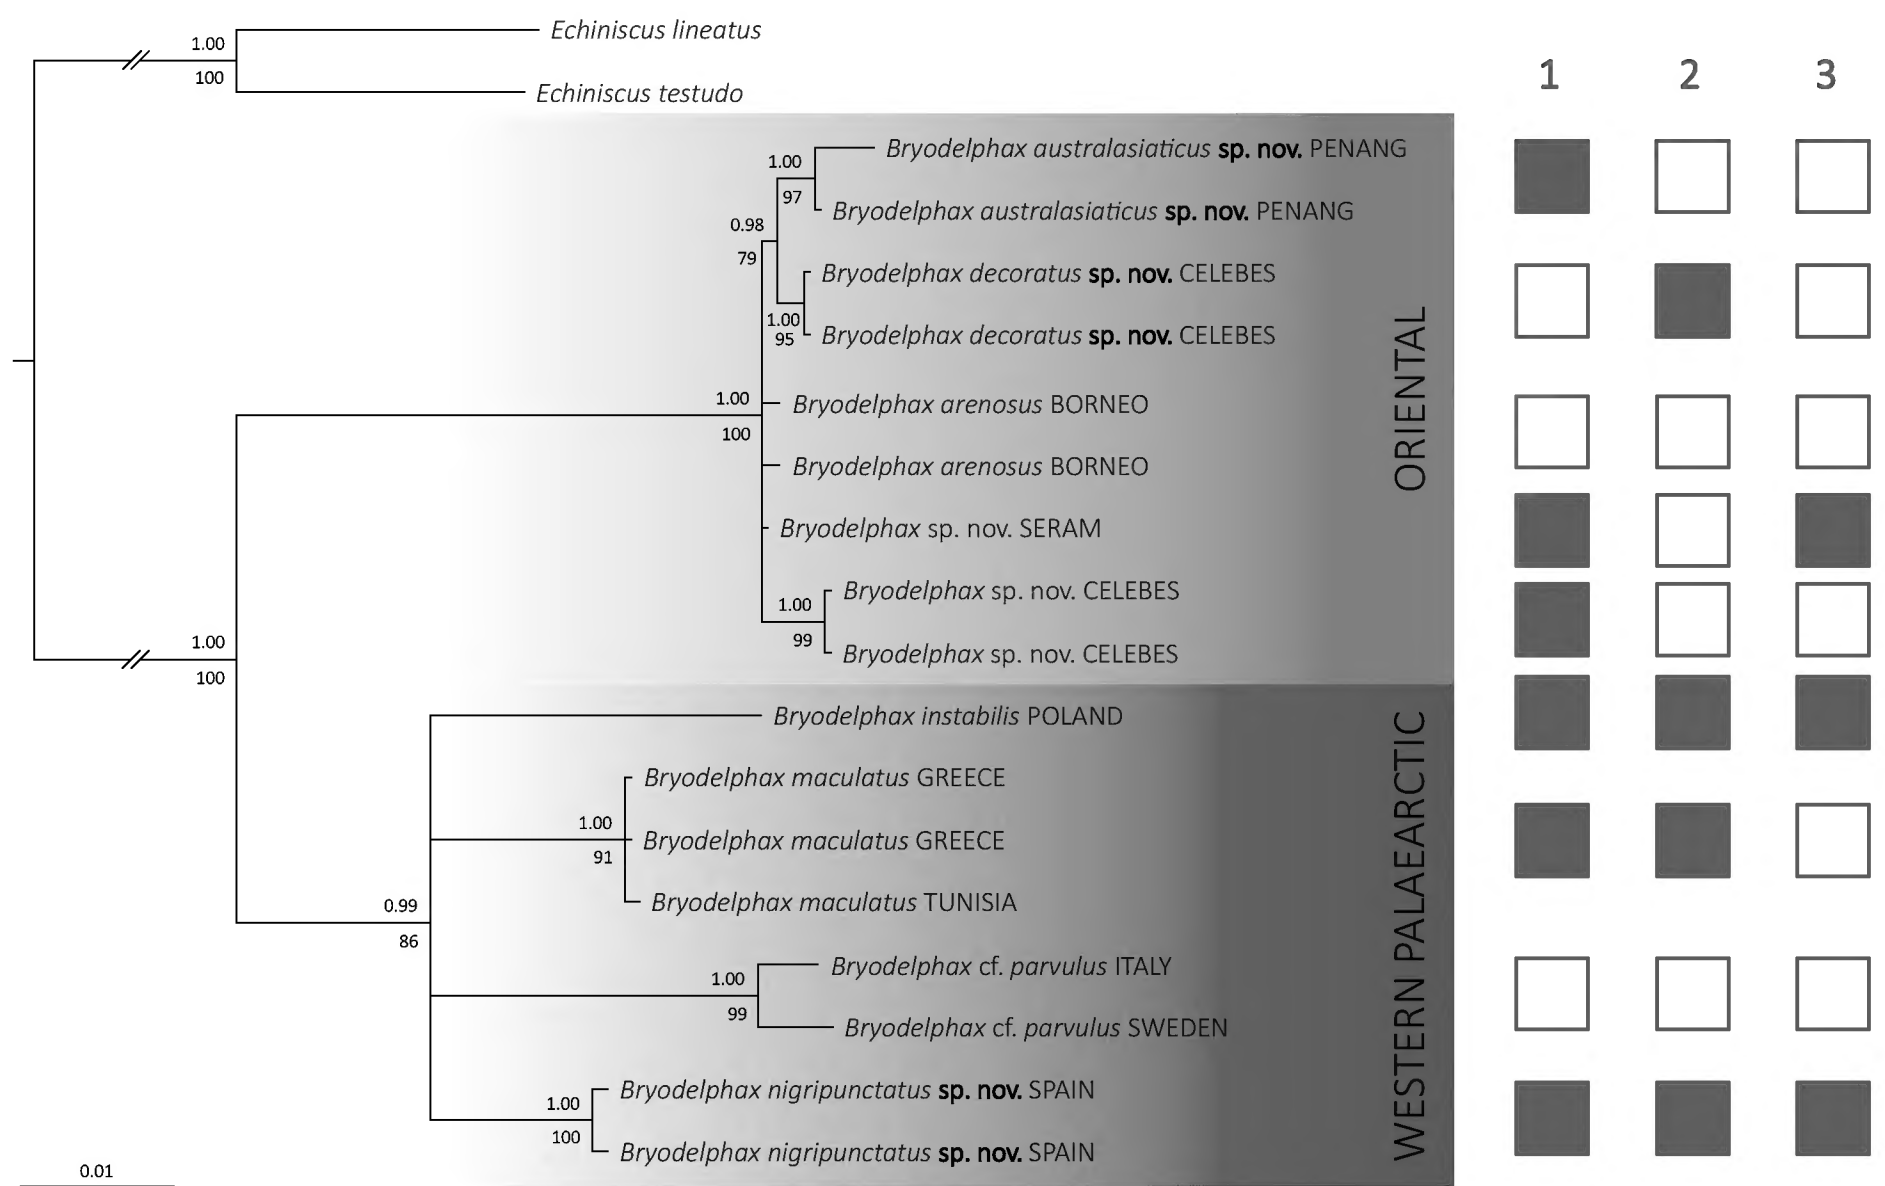 1.00
100
Echiniscus lineatus
Echiniscus testudo
1 2 3
Bryodelphax australasiaticus sp. nov. PENANG
1.00
97
Bryodelphax australasiaticus sp. nov. PENANG
0.98
79
Bryodelphax decoratus sp. nov. CELEBES
1.00
95
Bryodelphax decoratus sp. nov. CELEBES
1.00
100
Bryodelphax arenosus BORNEO
Bryodelphax arenosus BORNEO
Bryodelphax sp. nov. SERAM
Bryodelphax sp. nov. CELEBES
1.00
99
Bryodelphax sp. nov. CELEBES
ORIENTAL
1.00
100
Bryodelphax instabilis POLAND
Bryodelphax maculatus GREECE
1.00
91
Bryodelphax maculatus GREECE
Bryodelphax maculatus TUNISIA
0.99
86
Bryodelphax cf. parvulus ITALY
1.00
99
Bryodelphax cf. parvulus SWEDEN
Bryodelphax nigripunctatus sp. nov. SPAIN
1.00
100
Bryodelphax nigripunctatus sp. nov. SPAIN
WESTERN PALAEARCTIC
0.01